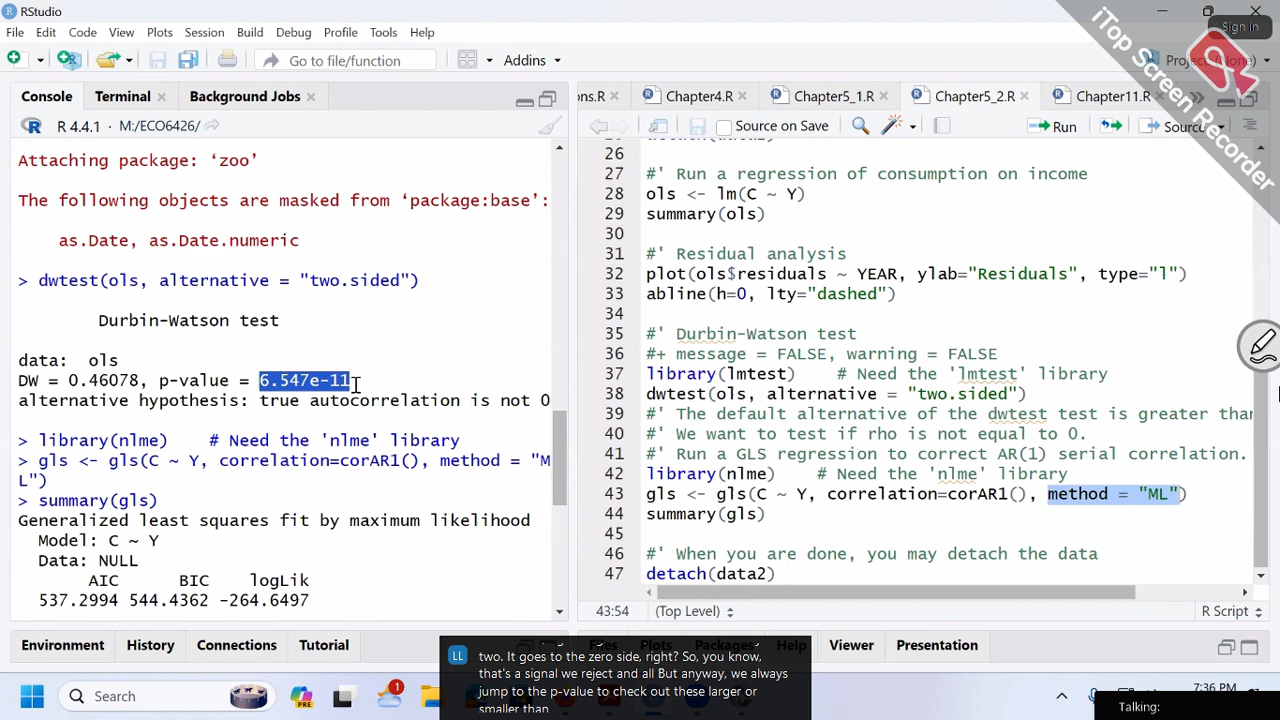 RStudio
File Edit Code View Plots Session Build Debug Profile Tools Help
Sign in
Go to file/function
Addins
iTop Screen Recorder
Console Terminal Background Jobs
ons.R Chapter4.R Chapter5_1.R Chapter5_2.R Chapter11.R
R 4.4.1 · M:/ECO6426/
Source on Save Run
Attaching package: ‘zoo’
The following objects are masked from ‘package:base’:
as.Date, as.Date.numeric
> dwtest(ols, alternative = "two.sided")
Durbin-Watson test
data: ols
DW = 0.46078, p-value = 6.547e-11
alternative hypothesis: true autocorrelation is not 0
> library(nlme) # Need the 'nlme' library
> gls <- gls(C ~ Y, correlation=corAR1(), method = "M
L")
> summary(gls)
Generalized least squares fit by maximum likelihood
Model: C ~ Y
Data: NULL
AIC BIC logLik
537.2994 544.4362 -264.6497
26
27 #' Run a regression of consumption on income
28 ols <- lm(C ~ Y)
29 summary(ols)
30
31 #' Residual analysis
32 plot(ols$residuals ~ YEAR, ylab="Residuals", type="l")
33 abline(h=0, lty="dashed")
34
35 #' Durbin-Watson test
36 #+ message = FALSE, warning = FALSE
37 library(lmtest) # Need the 'lmtest' library
38 dwtest(ols, alternative = "two.sided")
39 #' The default alternative of the dwtest test is greater than
40 #' We want to test if rho is not equal to 0.
41 #' Run a GLS regression to correct AR(1) serial correlation.
42 library(nlme) # Need the 'nlme' library
43 gls <- gls(C ~ Y, correlation=corAR1(), method = "ML")
44 summary(gls)
45
46 #' When you are done, you may detach the data
47 detach(data2)
43:54 (Top Level) R Script
Environment History Connections Tutorial
Files Plots Packages Help Viewer Presentation
LL
two. It goes to the zero side, right? So, you know,
that's a signal we reject and all But anyway, we always
jump to the p-value to check out these larger or
smaller than
Search
1
7:36 PM
Talking: